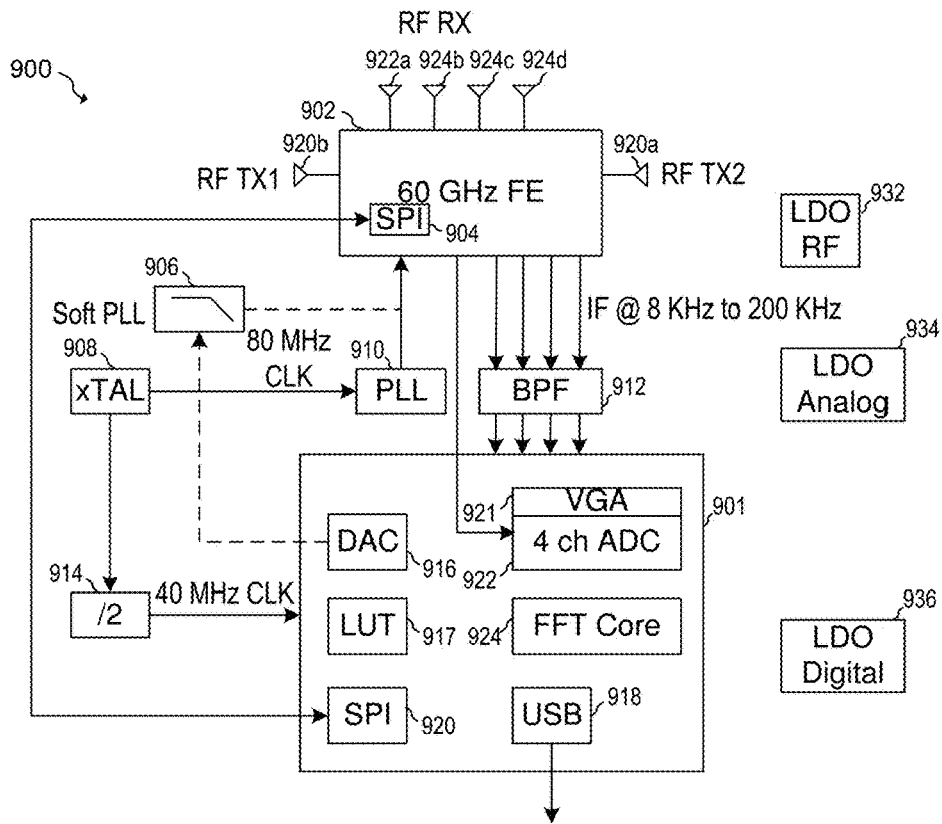 RF RX
900
922a 924b 924c 924d
902
920b
920a
RF TX1
60 GHz FE
RF TX2
SPI
904
LDO
RF
932
906
Soft PLL
80 MHz
CLK
IF @ 8 KHz to 200 KHz
908
xTAL
910
PLL
BPF
912
934
LDO
Analog
921
VGA
901
DAC
916
4 ch ADC
922
914
/2
40 MHz CLK
LUT
917
924
FFT Core
936
LDO
Digital
SPI
920
USB
918